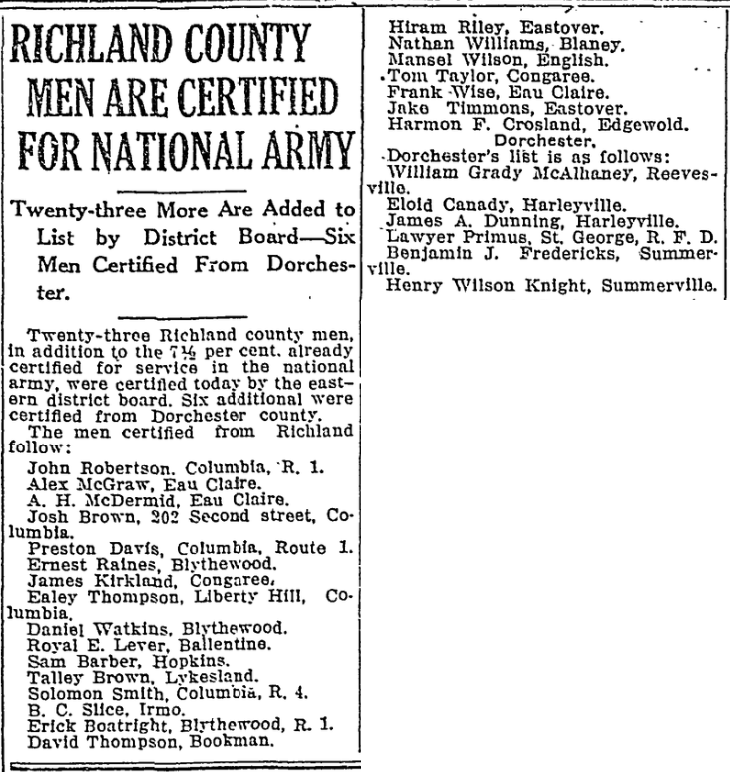 RICHLAND COUNTY
MEN ARE CERTIFIED
FOR NATIONAL ARMY
Twenty-three More Are Added to
List by District Board—Six
Men Certified From Dorches-
ter.
Twenty-three Richland county men,
in addition to the 7½ per cent. already
certified for service in the national
army, were certified today by the east-
ern district board. Six additional were
certified from Dorchester county.
The men certified from Richland
follow:
John Robertson. Columbia, R. 1.
Alex McGraw, Eau Claire.
A. H. McDermid, Eau Claire.
Josh Brown, 202 Second street, Co-
lumbia.
Preston Davis, Columbia, Route 1.
Ernest Raines, Blythewood.
James Kirkland, Congaree.
Ealey Thompson, Liberty Hill, Co-
lumbia.
Daniel Watkins, Blythewood.
Royal E. Lever, Ballentine.
Sam Barber, Hopkins.
Talley Brown, Lykesland.
Solomon Smith, Columbia, R. 4.
B. C. Slice, Irmo.
Erick Boatright, Blythewood, R. 1.
David Thompson, Bookman.
Hiram Riley, Eastover.
Nathan Williams, Blaney.
Mansel Wilson, English.
Tom Taylor, Congaree.
Frank Wise, Eau Claire.
Jake Timmons, Eastover.
Harmon F. Crosland, Edgewold.
Dorchester.
Dorchester's list is as follows:
William Grady McAlhaney, Reeves-
ville.
Eloid Canady, Harleyville.
James A. Dunning, Harleyville.
Lawyer Primus, St. George, R. F. D.
Benjamin J. Fredericks, Summer-
ville.
Henry Wilson Knight, Summerville.